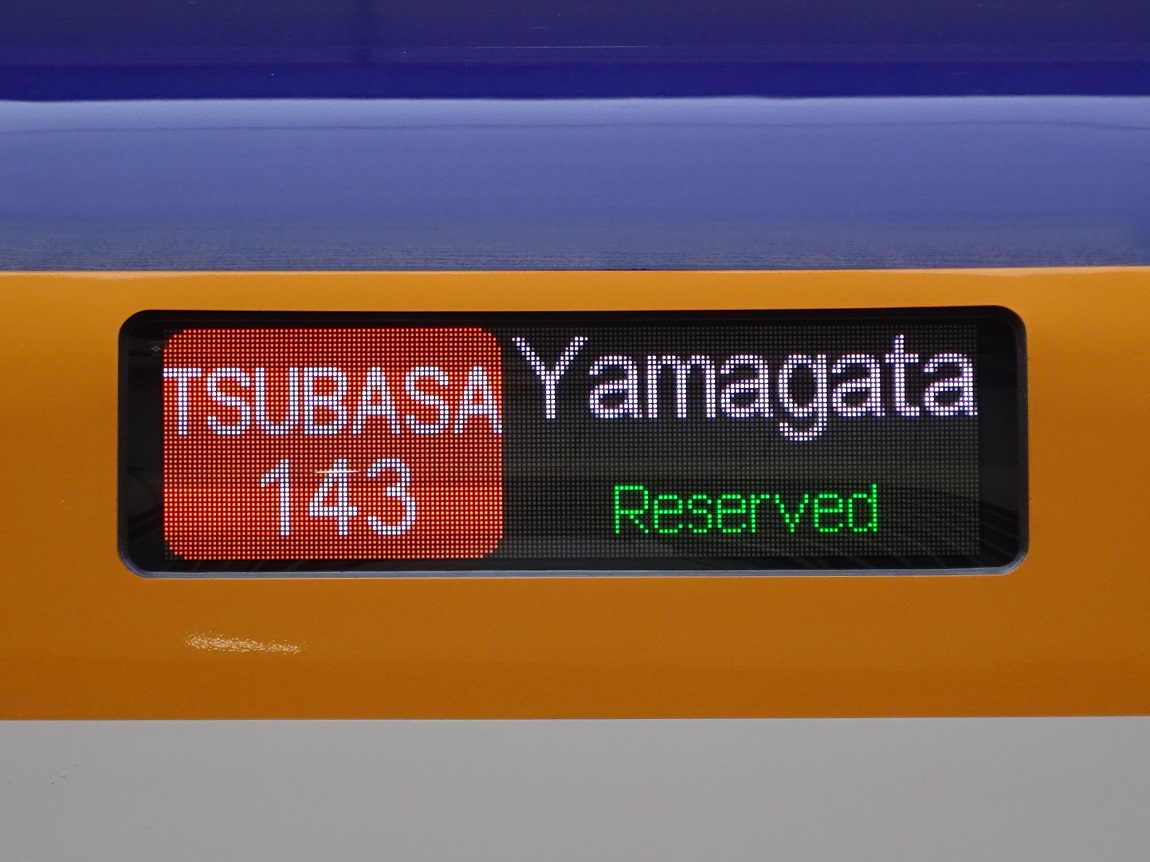 TSUBASA
143
Yamagata
Reserved